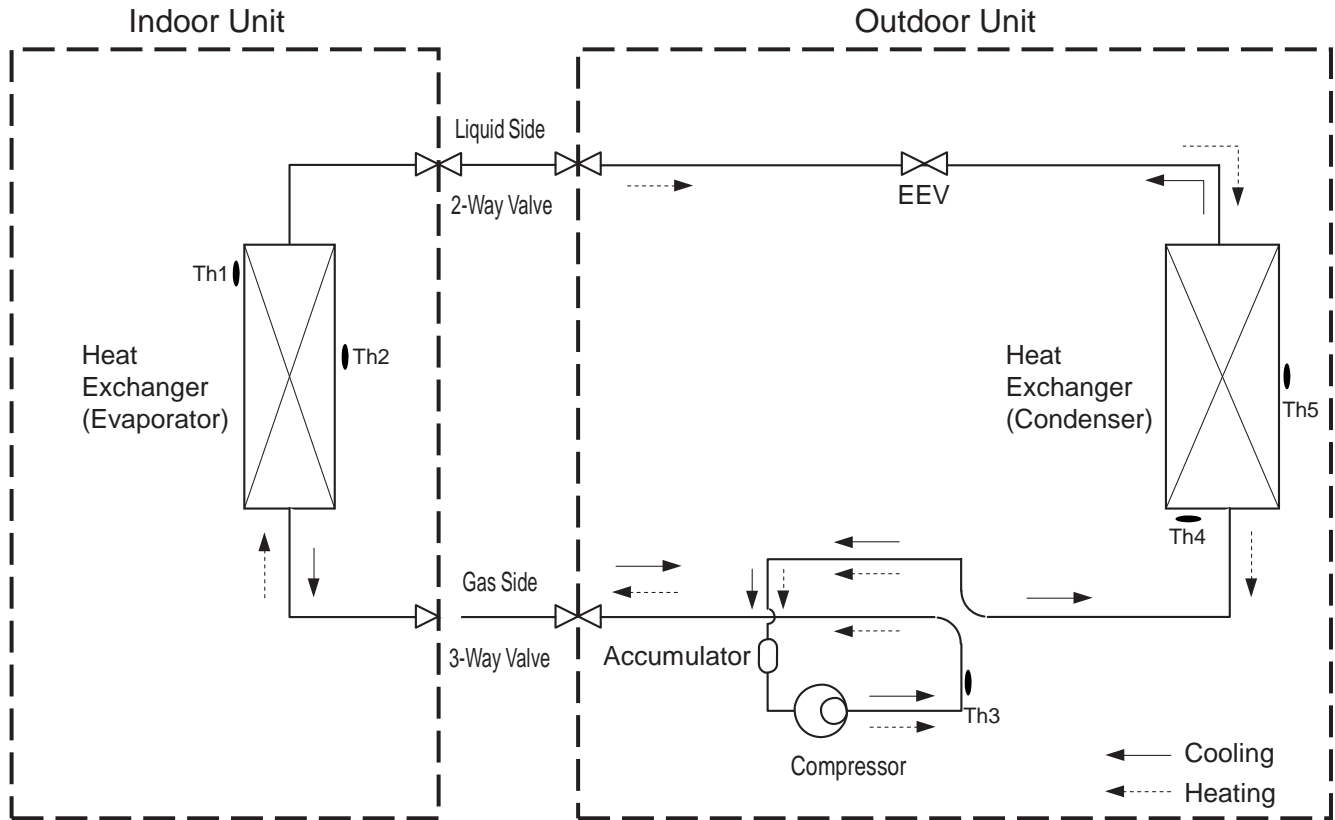 Indoor Unit
Outdoor Unit
Liquid Side
2-Way Valve
EEV
Th1
Th2
Heat
Exchanger
(Evaporator)
Heat
Exchanger
(Condenser)
Th5
Th4
Gas Side
3-Way Valve
Accumulator
Th3
Compressor
Cooling
Heating